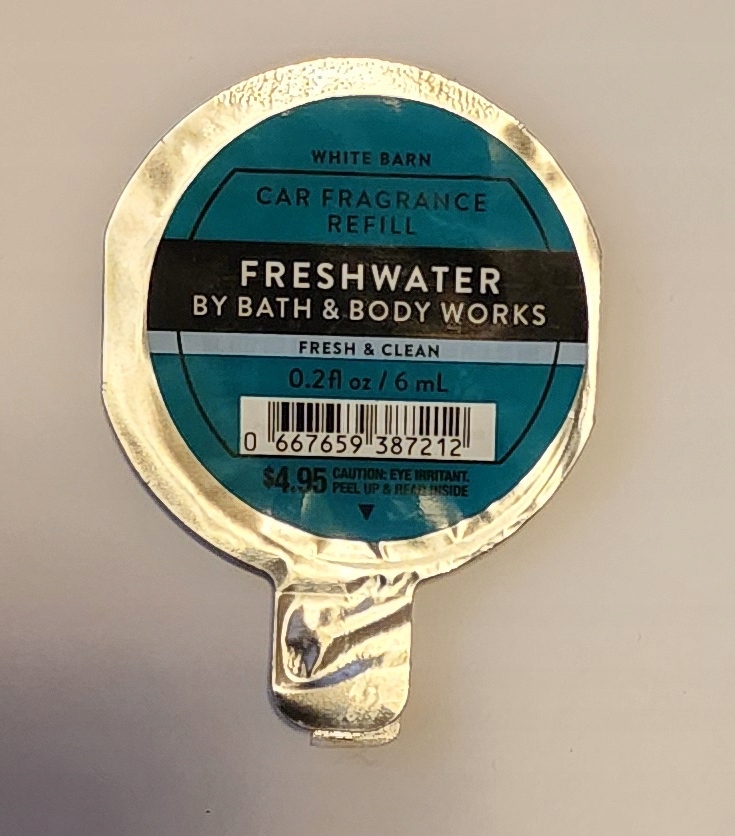 WHITE BARN
CAR FRAGRANCE
REFILL
FRESHWATER
BY BATH & BODY WORKS
FRESH & CLEAN
0.2fl oz / 6 mL
0 667659 387212
$4.95 CAUTION: EYE IRRITANT.
PEEL UP & READ INSIDE